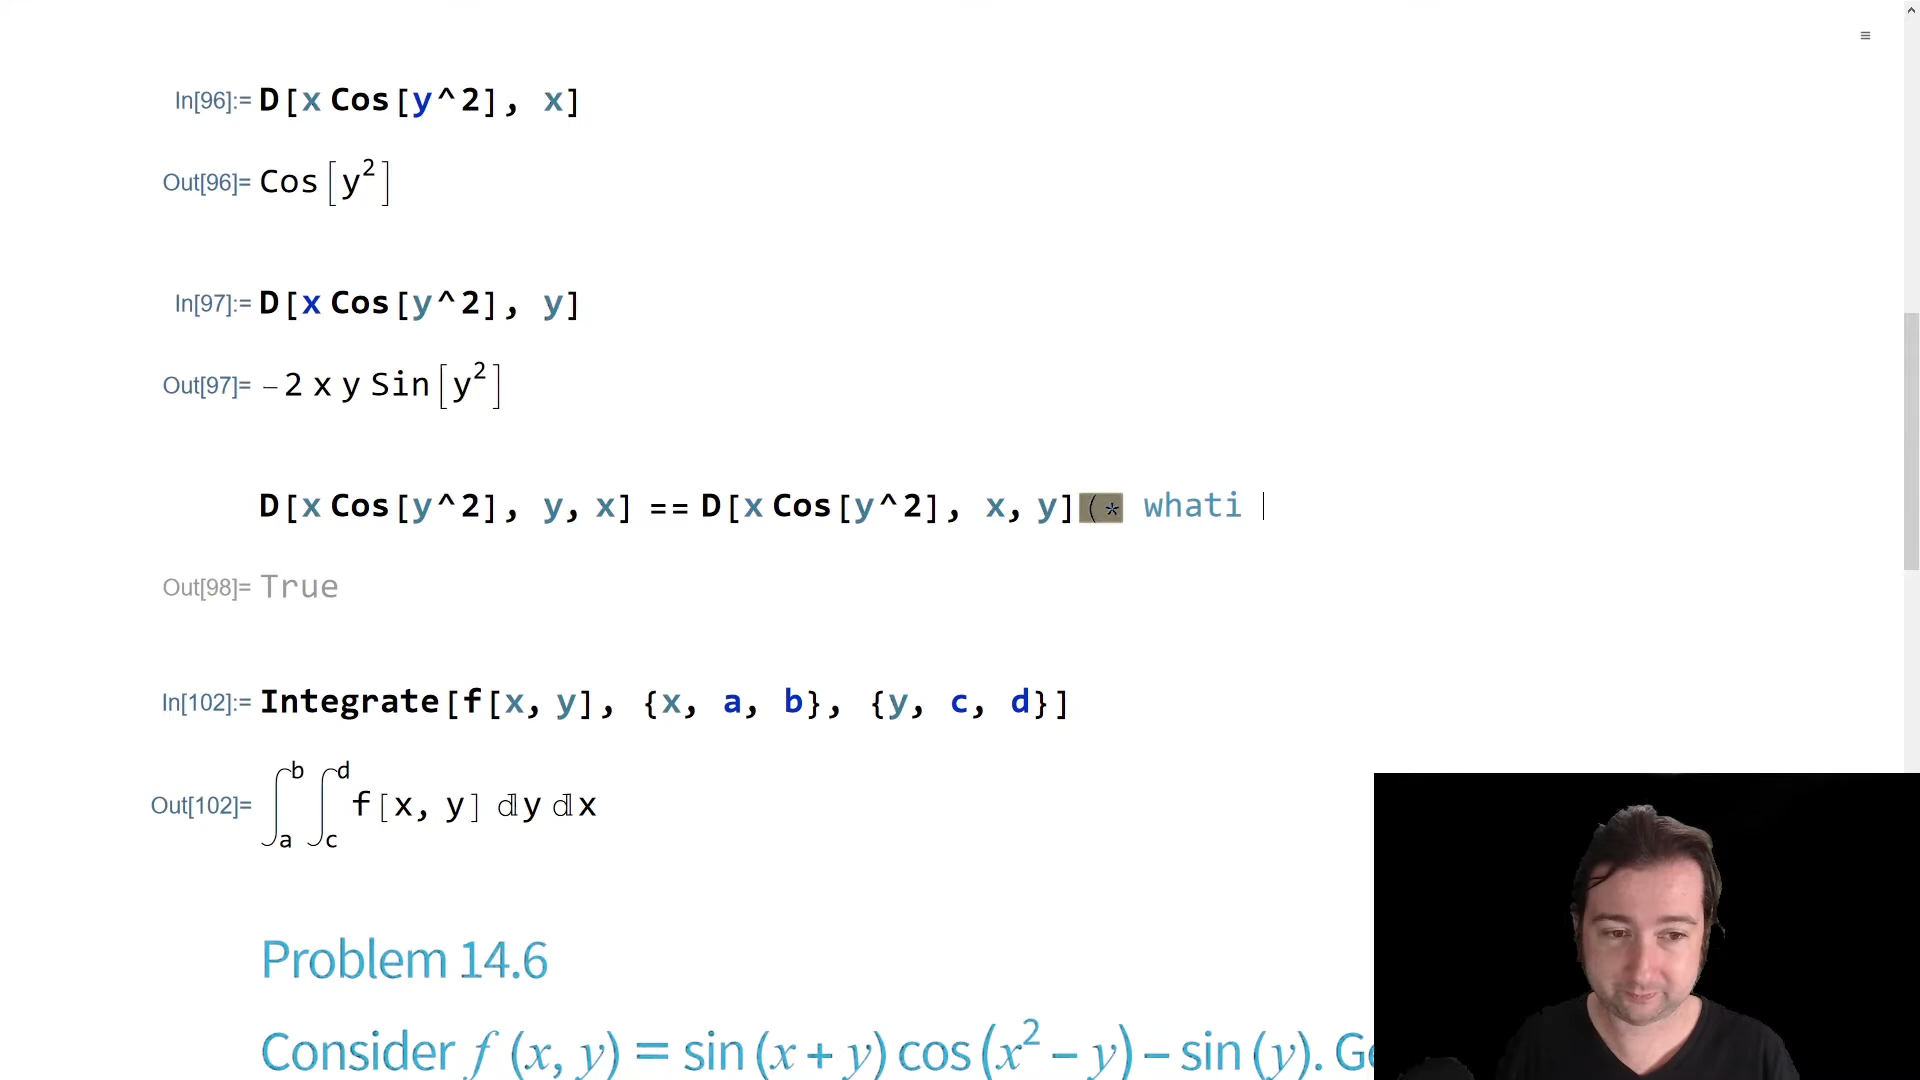 In[96]:= D[x Cos[y^2], x]
Out[96]= Cos[y²]
In[97]:= D[x Cos[y^2], y]
Out[97]= -2 x y Sin[y²]
D[x Cos[y^2], y, x] == D[x Cos[y^2], x, y](* whati
Out[98]= True
In[102]:= Integrate[f[x, y], {x, a, b}, {y, c, d}]
Out[102]= ∫ₐᵇ ∫_c^d f[x, y] ⅆy ⅆx
Problem 14.6
Consider f (x, y) = sin (x + y) cos (x² − y) − sin (y). Ge